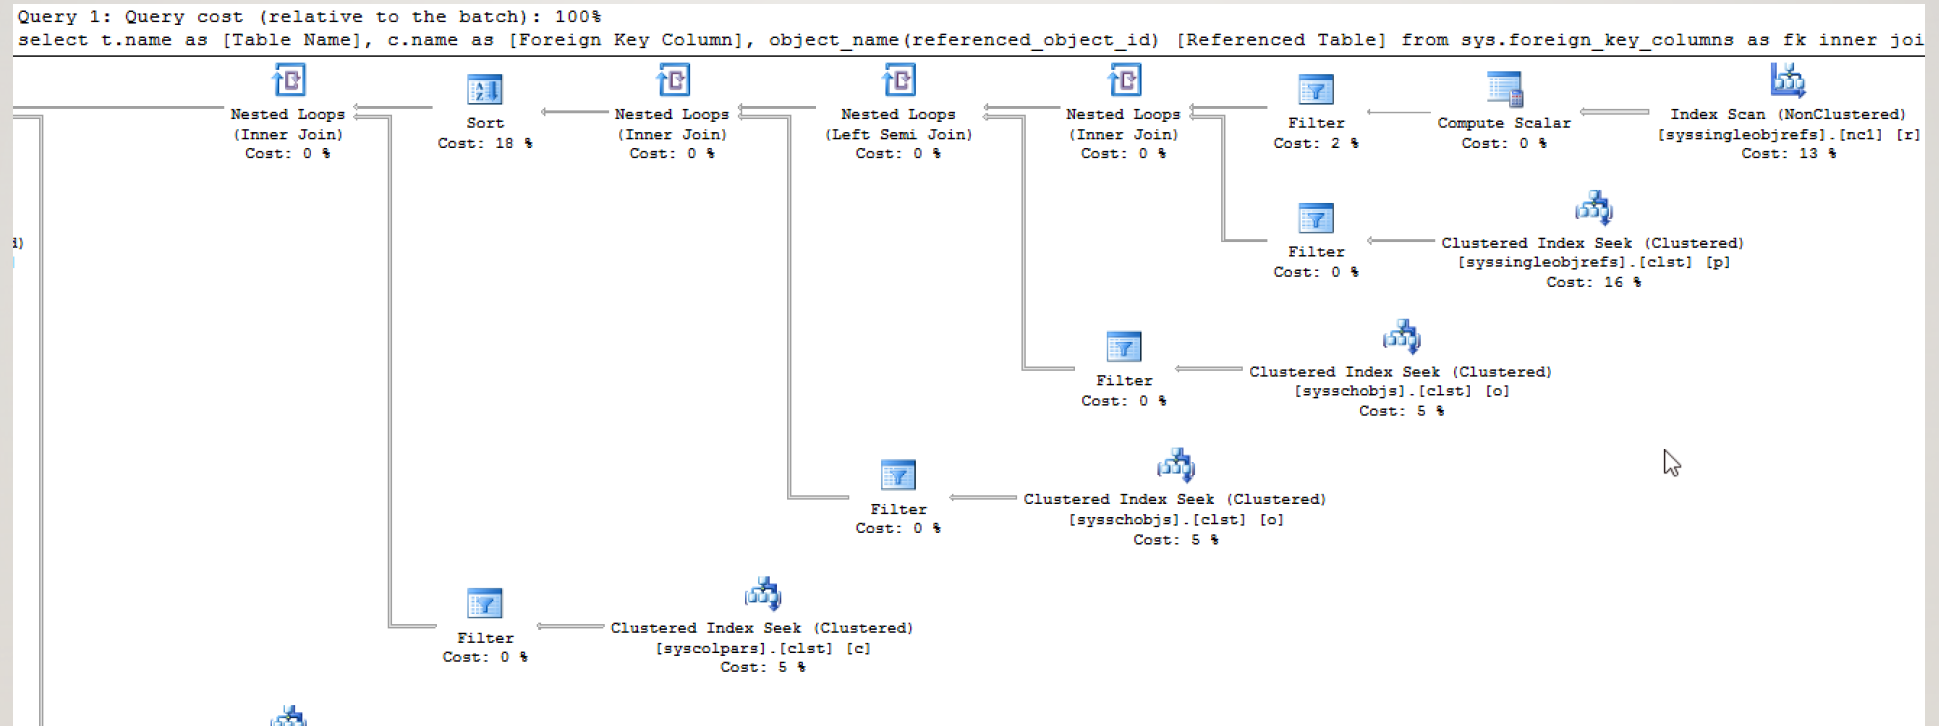 Query 1: Query cost (relative to the batch): 100%
select t.name as [Table Name], c.name as [Foreign Key Column], object_name(referenced_object_id) [Referenced Table] from sys.foreign_key_columns as fk inner joi
Nested Loops
(Inner Join)
Cost: 0 %
Sort
Cost: 18 %
Nested Loops
(Inner Join)
Cost: 0 %
Nested Loops
(Left Semi Join)
Cost: 0 %
Nested Loops
(Inner Join)
Cost: 0 %
Filter
Cost: 2 %
Compute Scalar
Cost: 0 %
Index Scan (NonClustered)
[syssingleobjrefs].[nc1] [r]
Cost: 13 %
Filter
Cost: 0 %
Clustered Index Seek (Clustered)
[syssingleobjrefs].[clst] [p]
Cost: 16 %
Filter
Cost: 0 %
Clustered Index Seek (Clustered)
[sysschobjs].[clst] [o]
Cost: 5 %
Filter
Cost: 0 %
Clustered Index Seek (Clustered)
[sysschobjs].[clst] [o]
Cost: 5 %
Filter
Cost: 0 %
Clustered Index Seek (Clustered)
[syscolpars].[clst] [c]
Cost: 5 %